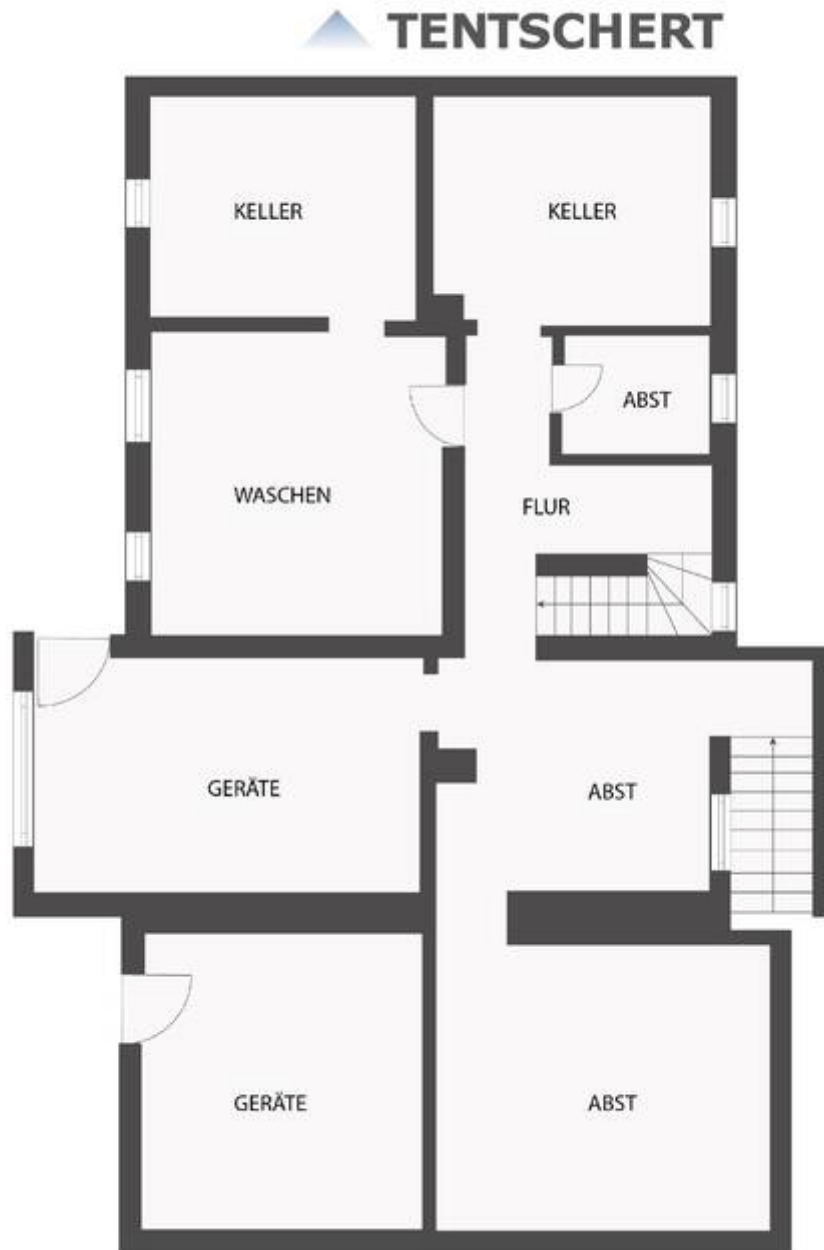 TENTSCHERT
KELLER
KELLER
ABST
WASCHEN
FLUR
GERÄTE
ABST
GERÄTE
ABST